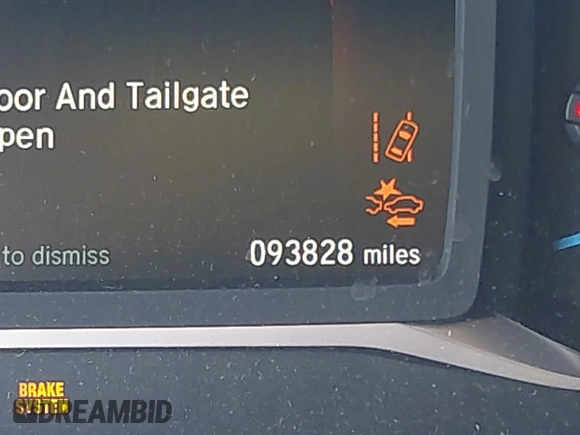 oor And Tailgate
pen
to dismiss
093828 miles
BRAKE
SYSTEM
DREAMBID